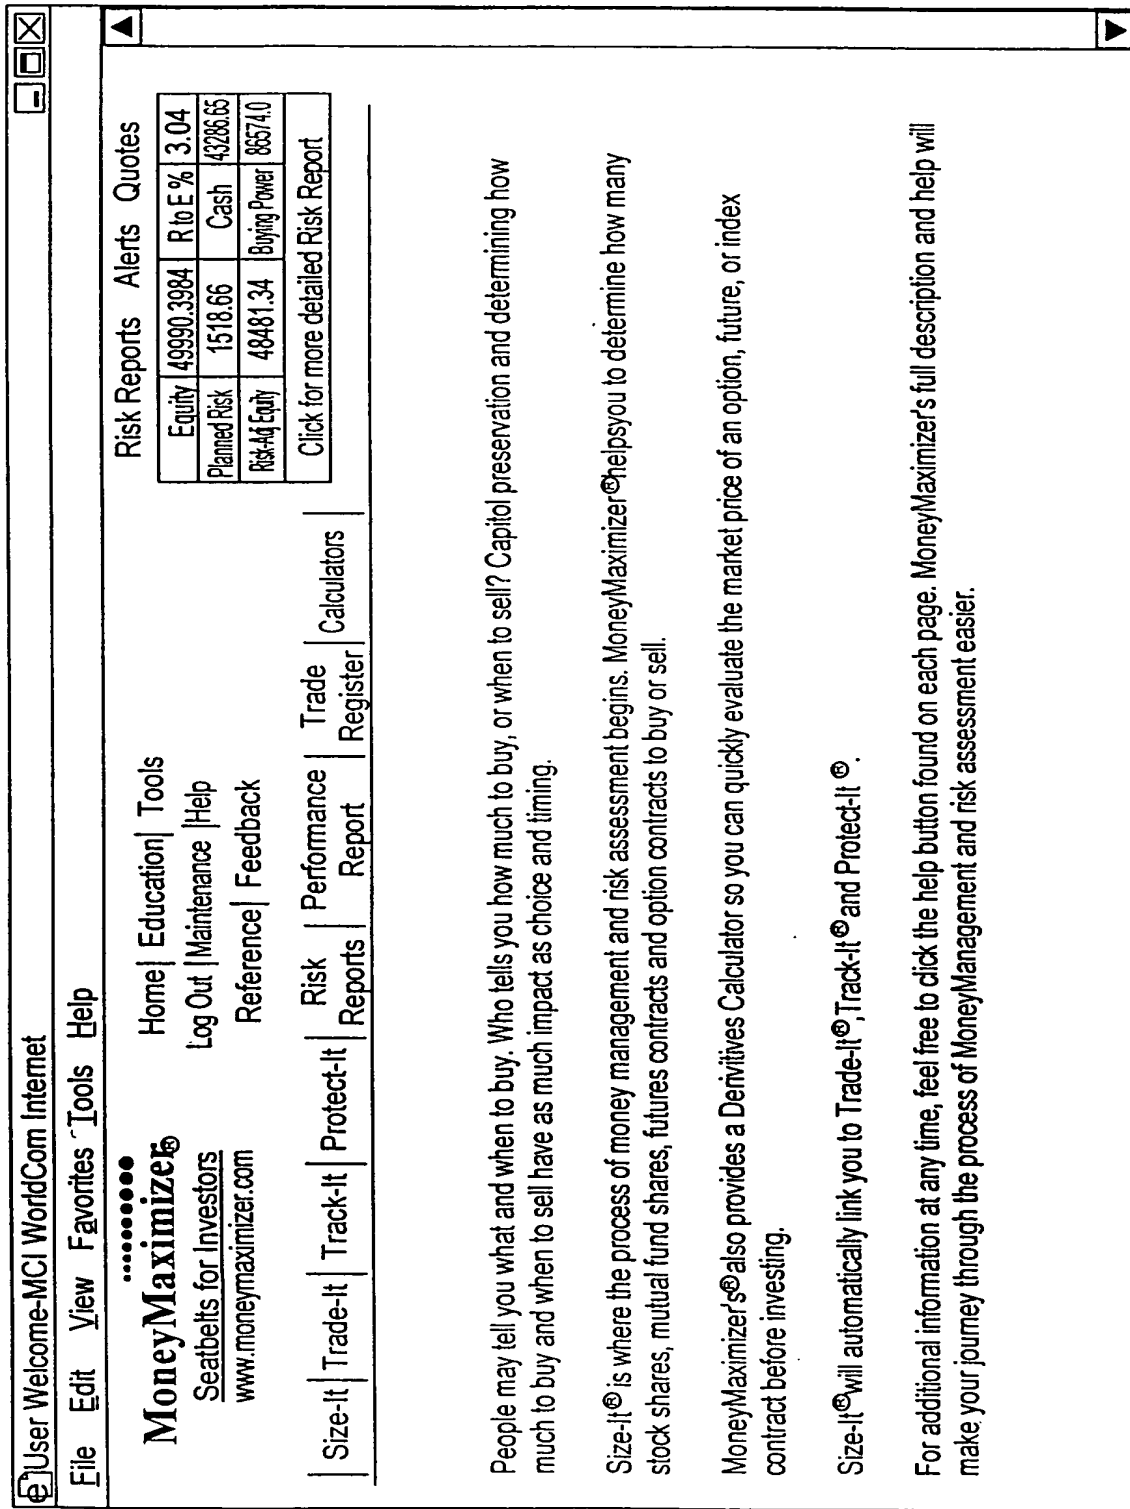 User Welcome-MCI WorldCom Internet
File Edit View Favorites Tools Help
MoneyMaximizer®
Seatbelts for Investors
www.moneymaximizer.com
Home| Education| Tools
Log Out |Maintenance |Help
Reference| Feedback
Risk Reports Alerts Quotes
Equity 49990.3984 R to E % 3.04
Planned Risk 1518.66 Cash 43286.65
Risk-Adj Equity 48481.34 Buying Power 86574.0
Click for more detailed Risk Report
| Size-It | Trade-It | Track-It | Protect-It | Risk Reports | Performance Report | Trade Register | Calculators |
People may tell you what and when to buy. Who tells you how much to buy, or when to sell? Capitol preservation and determining how
much to buy and when to sell have as much impact as choice and timing.
Size-It® is where the process of money management and risk assessment begins. MoneyMaximizer®helpsyou to determine how many
stock shares, mutual fund shares, futures contracts and option contracts to buy or sell.
MoneyMaximizer's®also provides a Derivitives Calculator so you can quickly evaluate the market price of an option, future, or index
contract before investing.
Size-It®will automatically link you to Trade-It®,Track-It® and Protect-It ®.
For additional information at any time, feel free to click the help button found on each page. MoneyMaximizer's full description and help will
make your journey through the process of MoneyManagement and risk assessment easier.